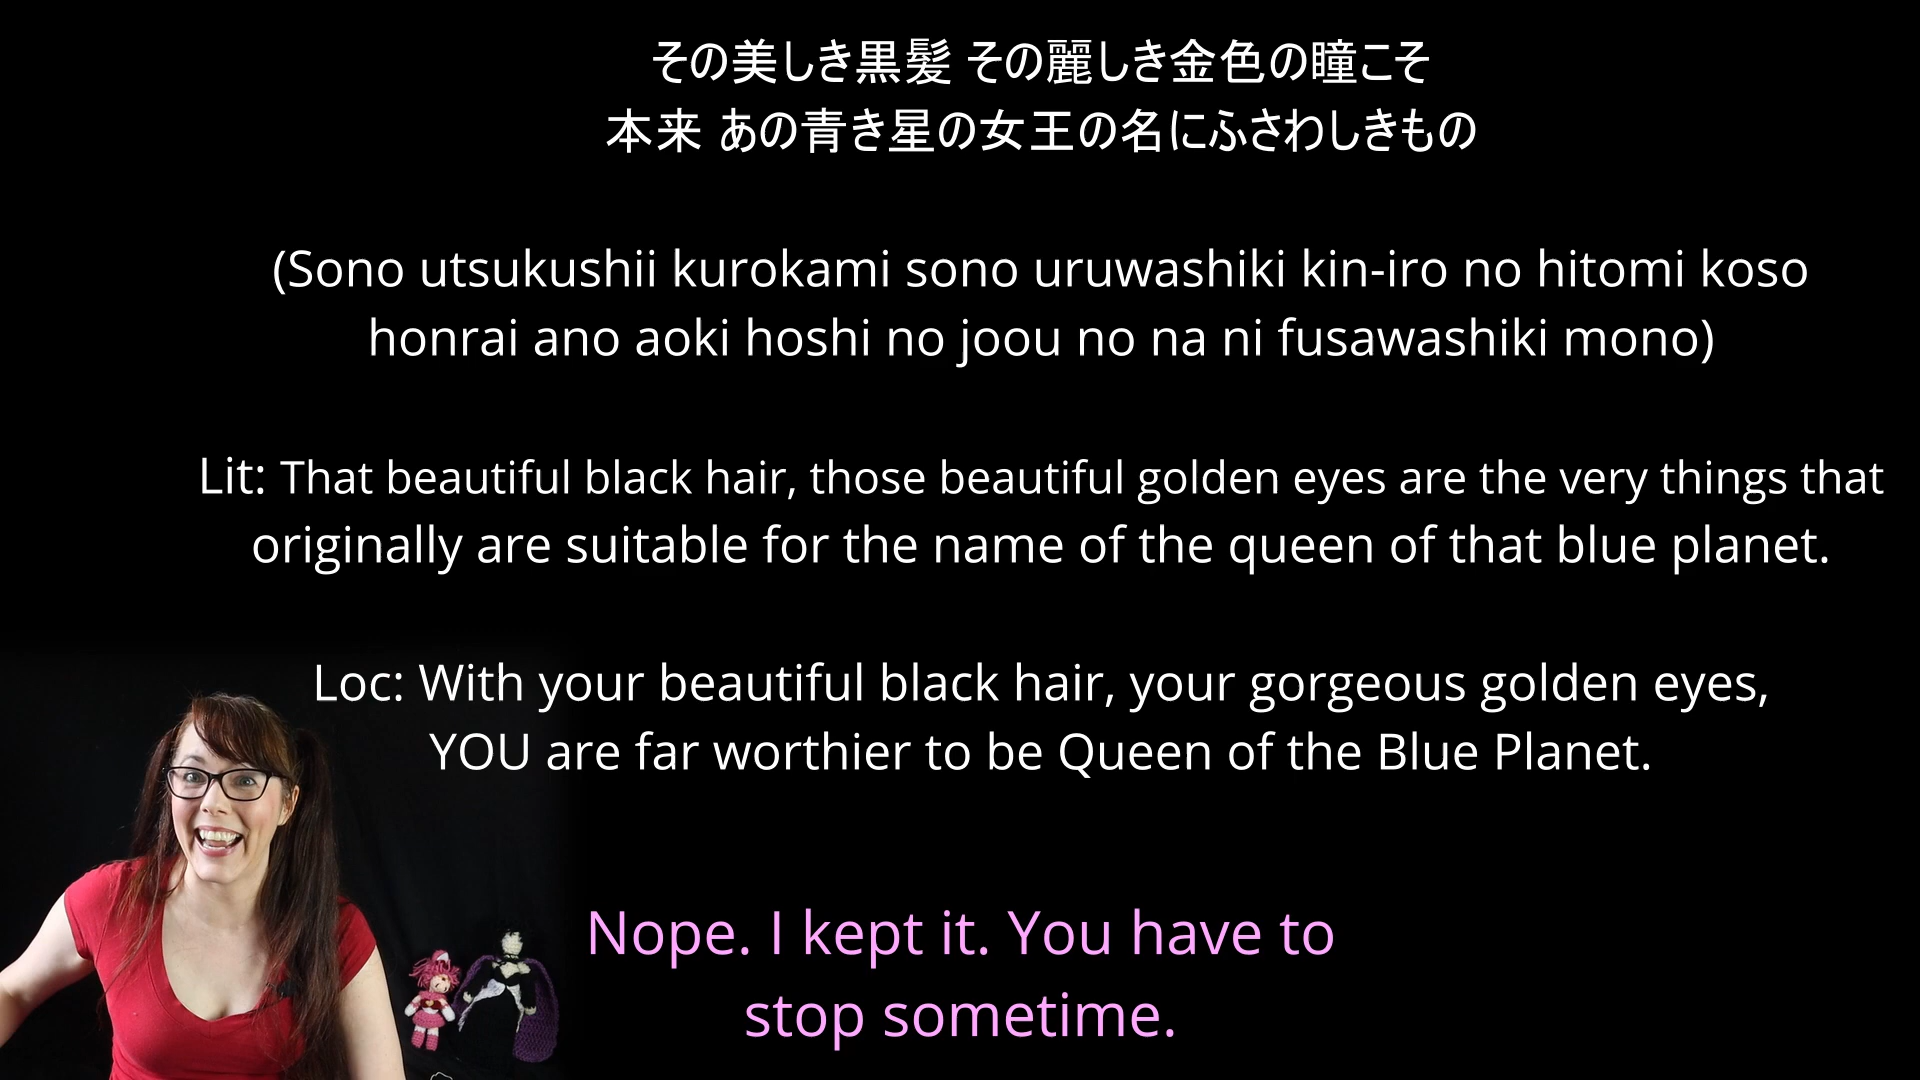 その美しき黒髪 その麗しき金色の瞳こそ
本来 あの青き星の女王の名にふさわしきもの
(Sono utsukushii kurokami sono uruwashiki kin-iro no hitomi koso
honrai ano aoki hoshi no joou no na ni fusawashiki mono)
Lit: That beautiful black hair, those beautiful golden eyes are the very things that
originally are suitable for the name of the queen of that blue planet.
Loc: With your beautiful black hair, your gorgeous golden eyes,
YOU are far worthier to be Queen of the Blue Planet.
Nope. I kept it. You have to
stop sometime.